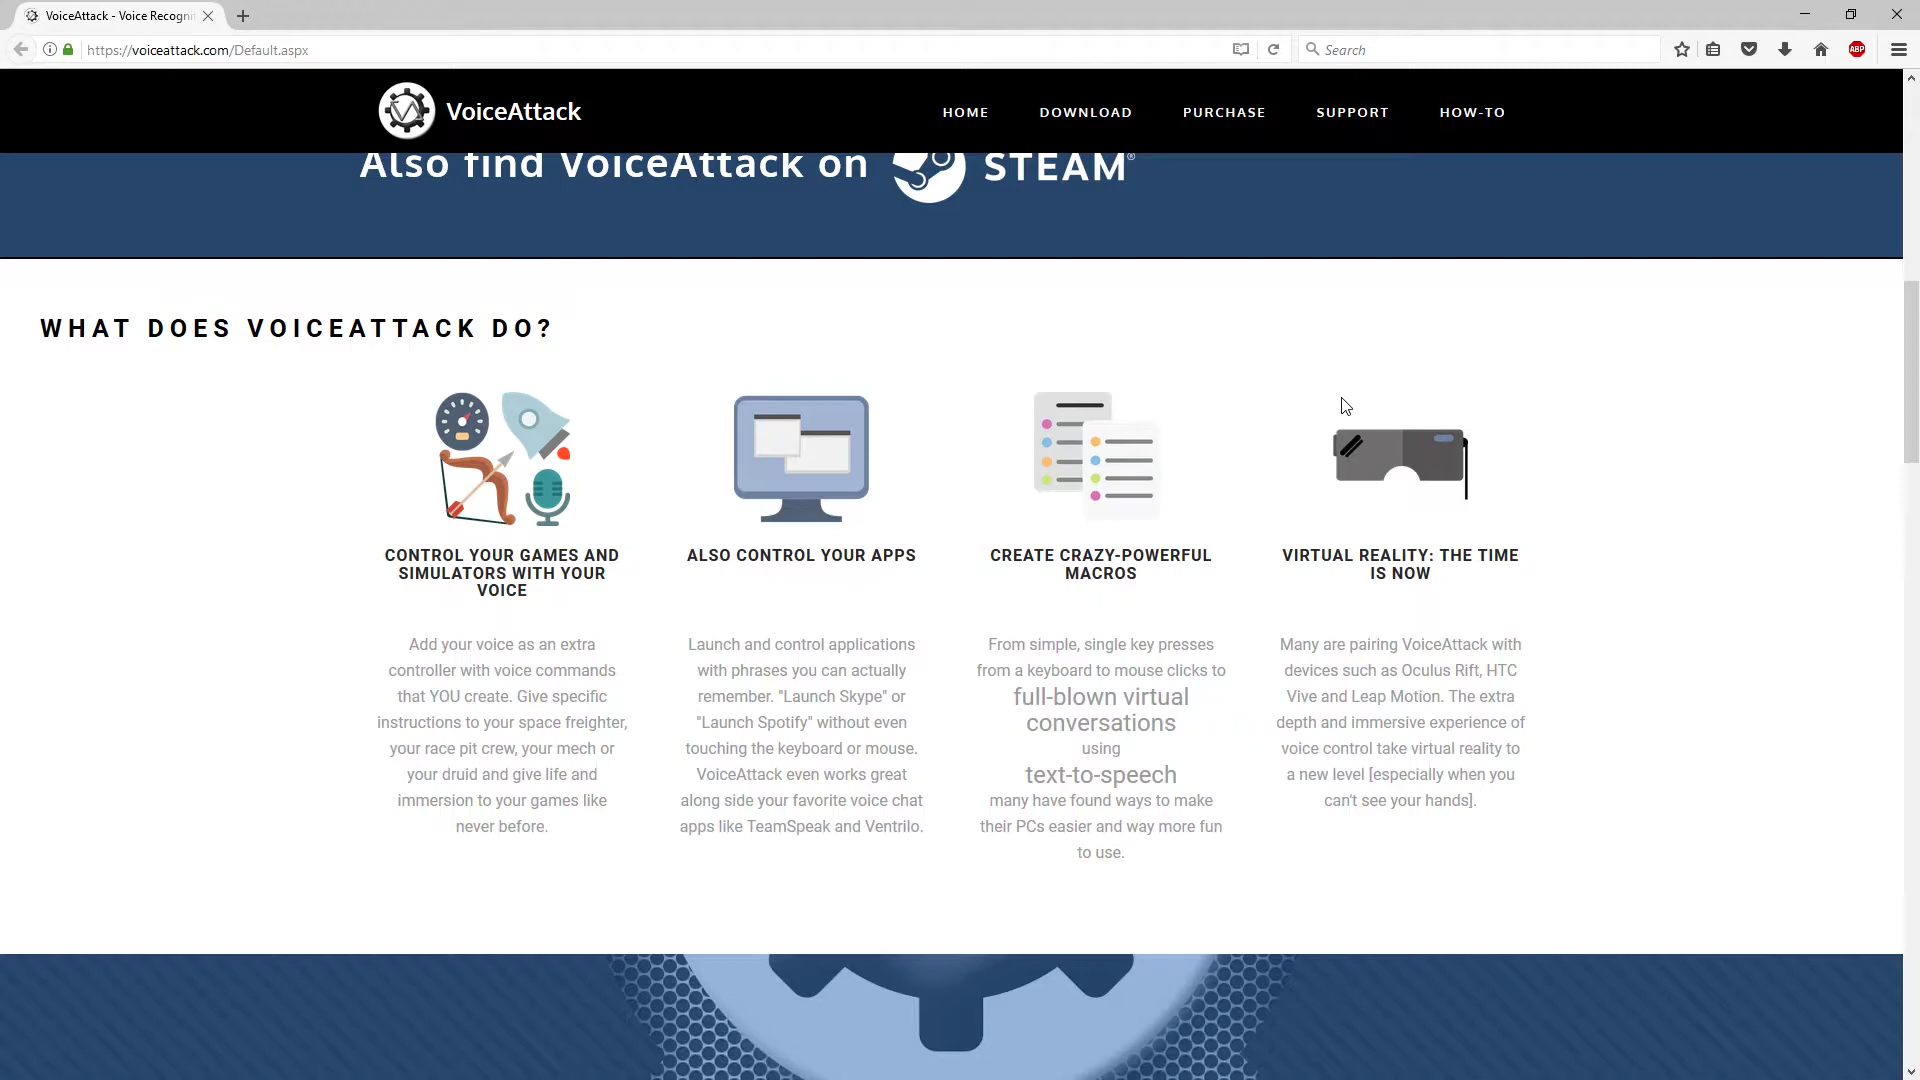 VoiceAttack - Voice Recogni
https://voiceattack.com/Default.aspx
Search
ABP
VoiceAttack
HOME
DOWNLOAD
PURCHASE
SUPPORT
HOW-TO
Also find VoiceAttack on STEAM®
WHAT DOES VOICEATTACK DO?
CONTROL YOUR GAMES AND
SIMULATORS WITH YOUR
VOICE
Add your voice as an extra
controller with voice commands
that YOU create. Give specific
instructions to your space freighter,
your race pit crew, your mech or
your druid and give life and
immersion to your games like
never before.
ALSO CONTROL YOUR APPS
Launch and control applications
with phrases you can actually
remember. "Launch Skype" or
"Launch Spotify" without even
touching the keyboard or mouse.
VoiceAttack even works great
along side your favorite voice chat
apps like TeamSpeak and Ventrilo.
CREATE CRAZY-POWERFUL
MACROS
From simple, single key presses
from a keyboard to mouse clicks to
full-blown virtual
conversations
using
text-to-speech
many have found ways to make
their PCs easier and way more fun
to use.
VIRTUAL REALITY: THE TIME
IS NOW
Many are pairing VoiceAttack with
devices such as Oculus Rift, HTC
Vive and Leap Motion. The extra
depth and immersive experience of
voice control take virtual reality to
a new level [especially when you
can't see your hands].